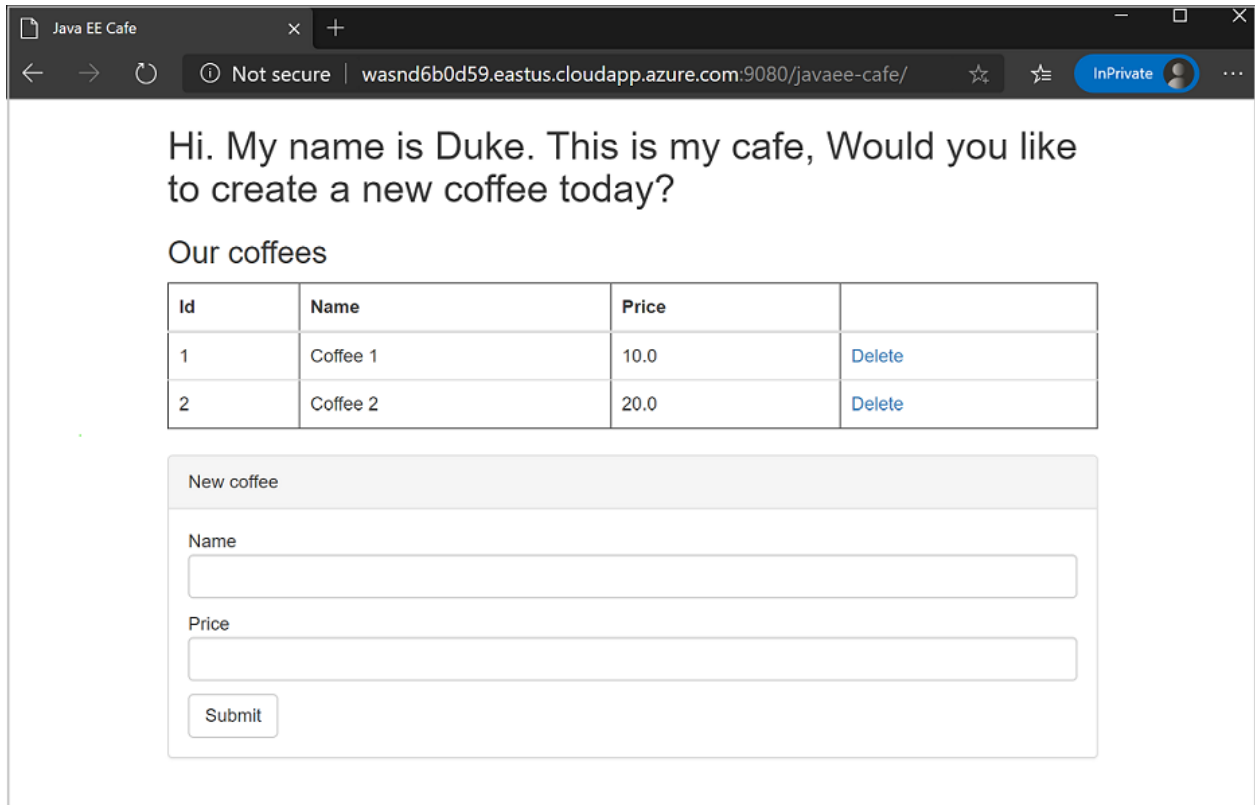 Java EE Cafe
Not secure | wasnd6b0d59.eastus.cloudapp.azure.com:9080/javaee-cafe/
InPrivate
Hi. My name is Duke. This is my cafe, Would you like
to create a new coffee today?
Our coffees
Id Name Price
1 Coffee 1 10.0 Delete
2 Coffee 2 20.0 Delete
New coffee
Name
Price
Submit